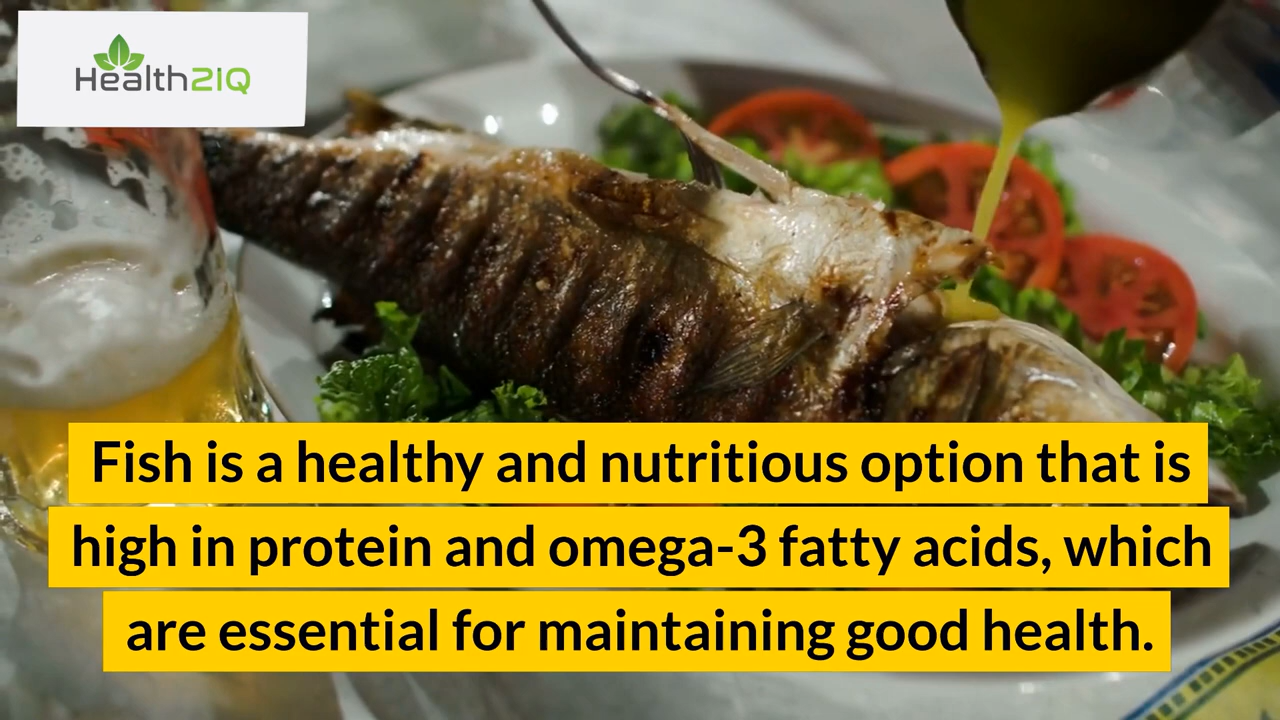 Health2IQ
Fish is a healthy and nutritious option that is
high in protein and omega-3 fatty acids, which
are essential for maintaining good health.